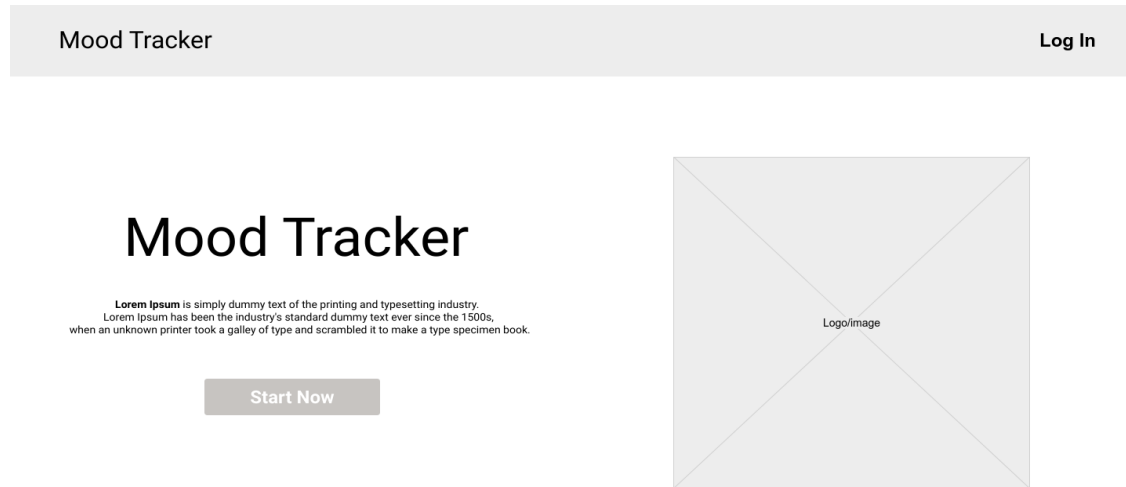 Mood Tracker
Log In
Mood Tracker
Lorem Ipsum is simply dummy text of the printing and typesetting industry.
Lorem Ipsum has been the industry's standard dummy text ever since the 1500s,
when an unknown printer took a galley of type and scrambled it to make a type specimen book.
Start Now
Logo/image